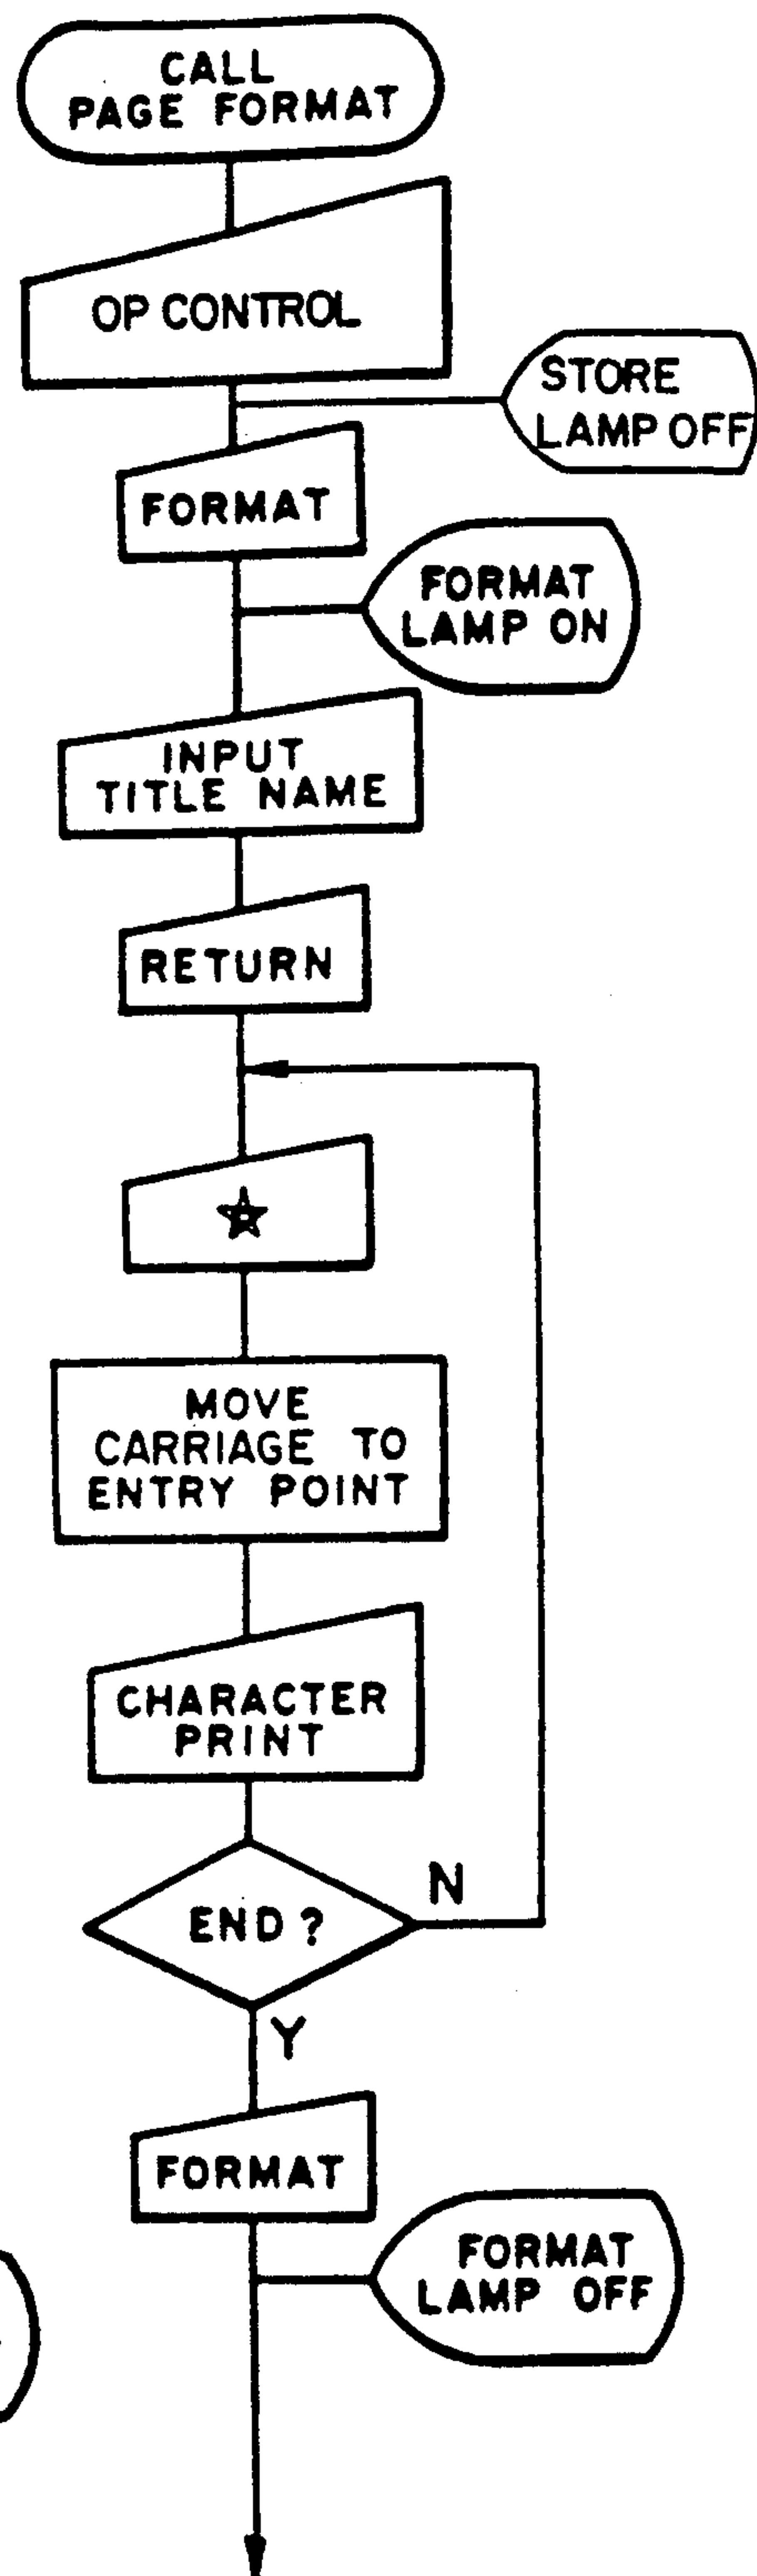 CALL
PAGE FORMAT
OP CONTROL
STORE
LAMP OFF
FORMAT
FORMAT
LAMP ON
INPUT
TITLE NAME
RETURN
☆
MOVE
CARRIAGE TO
ENTRY POINT
CHARACTER
PRINT
END?
N
Y
FORMAT
FORMAT
LAMP OFF